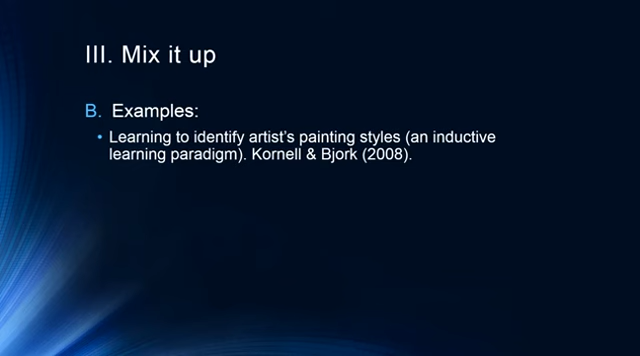 III. Mix it up
B. Examples:
• Learning to identify artist's painting styles (an inductive
learning paradigm). Kornell & Bjork (2008).